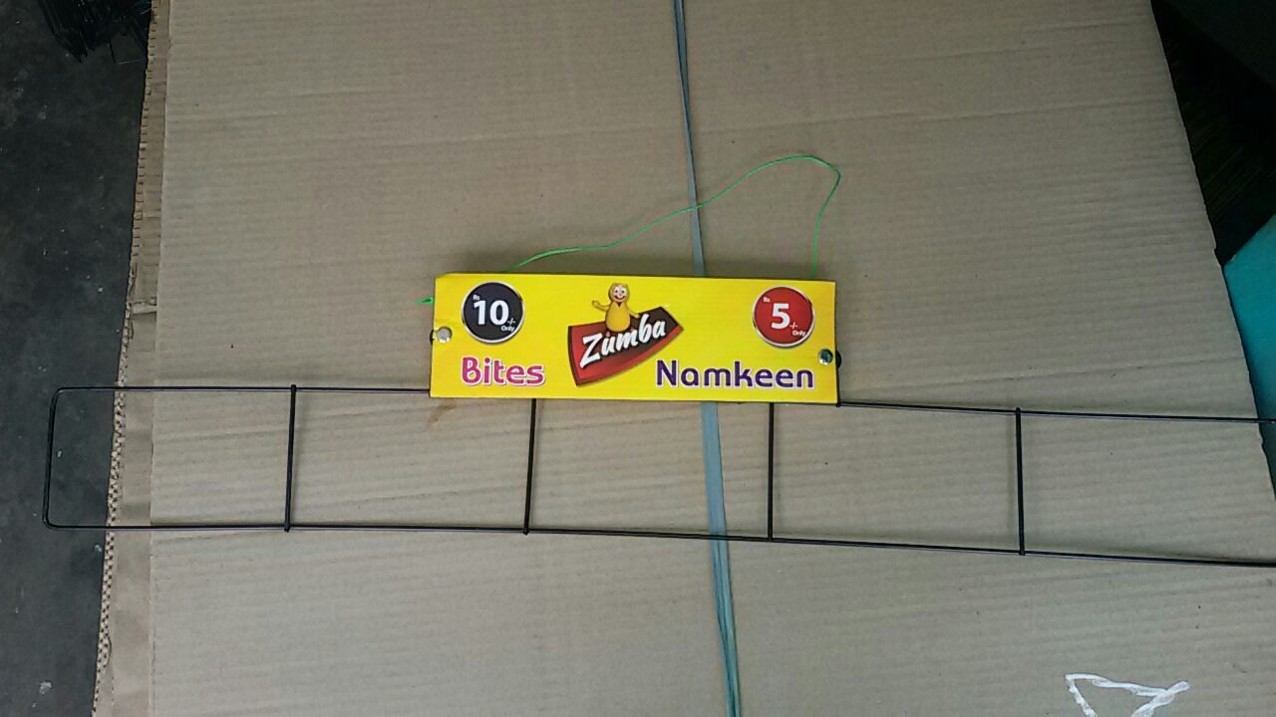 Rs 10/- Only
Zumba
Rs 5/- Only
Bites
Namkeen